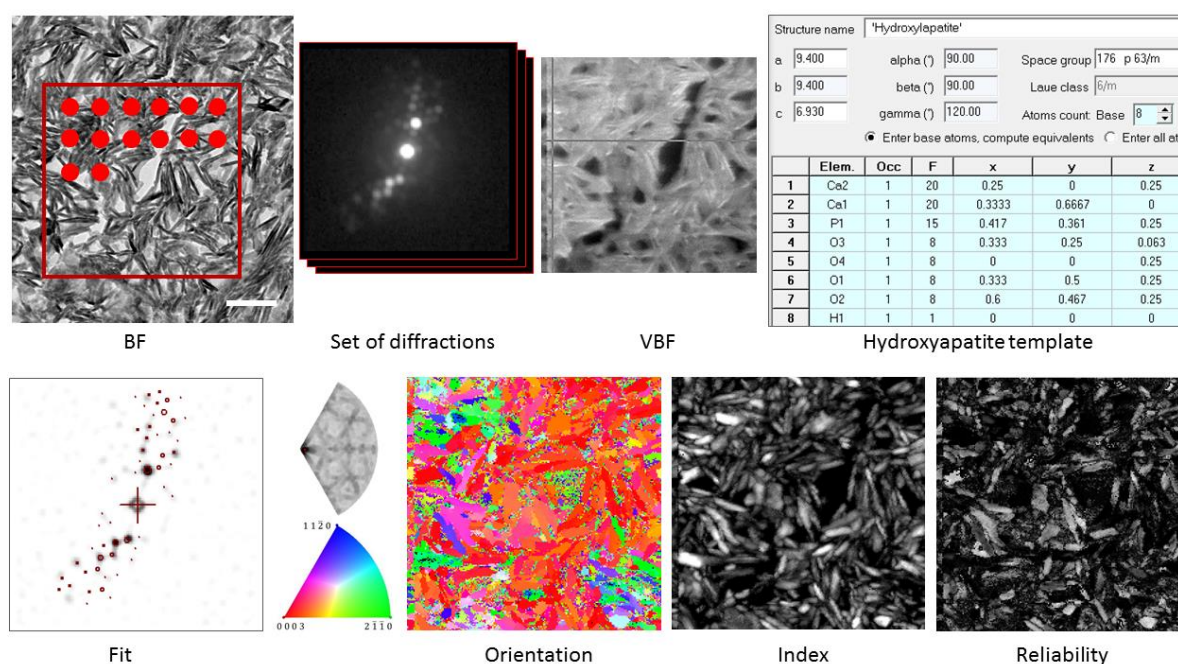 Structure name 'Hydroxylapatite'
a 9.400 alpha (°) 90.00 Space group 176 p 63/m
b 9.400 beta (°) 90.00 Laue class 6/m
c 6.930 gamma (°) 120.00 Atoms count: Base 8
Enter base atoms, compute equivalents Enter all at
Elem. Occ F x y z
1 Ca2 1 20 0.25 0 0.25
2 Ca1 1 20 0.3333 0.6667 0
3 P1 1 15 0.417 0.361 0.25
4 O3 1 8 0.333 0.25 0.063
5 O4 1 8 0 0 0.25
6 O1 1 8 0.333 0.5 0.25
7 O2 1 8 0.6 0.467 0.25
8 H1 1 1 0 0 0
BF Set of diffractions VBF Hydroxyapatite template
11̄20
0003 21̄1̄0
Fit Orientation Index Reliability